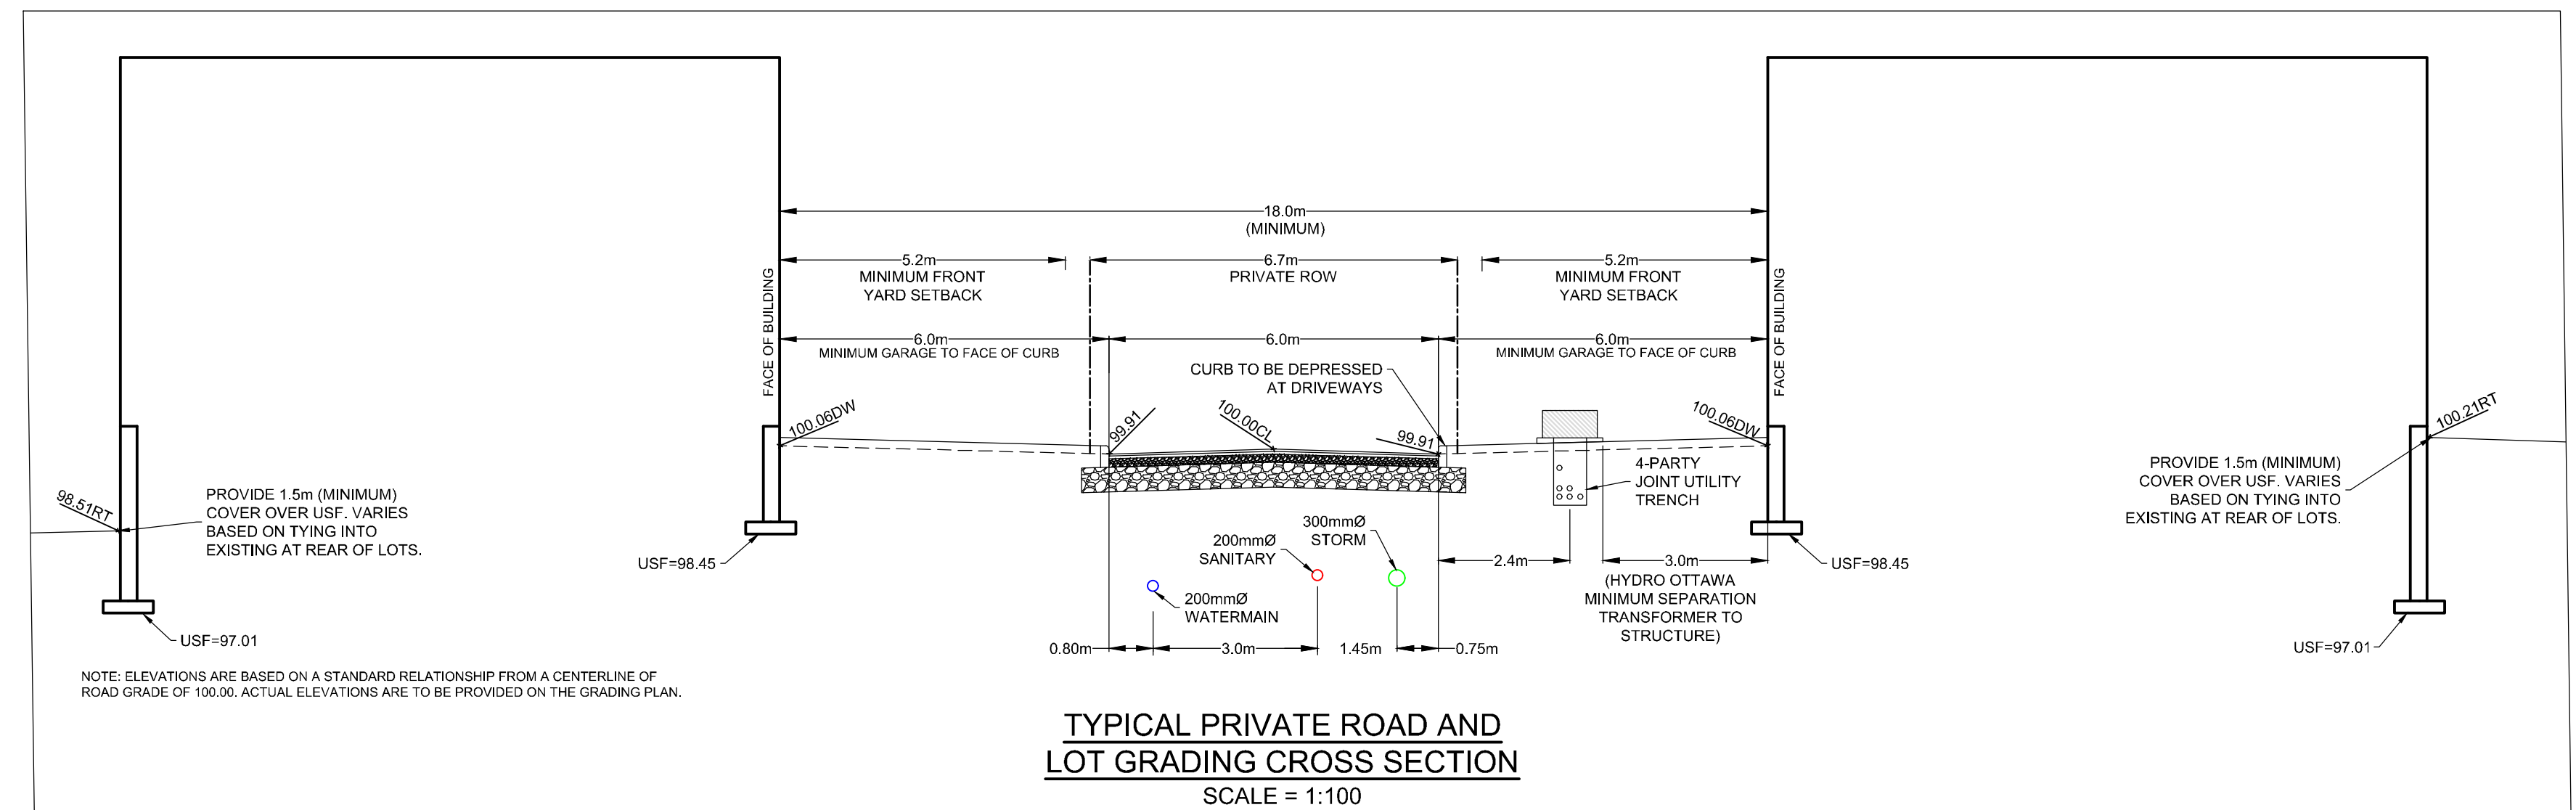 18.0m
(MINIMUM)
5.2m
MINIMUM FRONT
YARD SETBACK
6.7m
PRIVATE ROW
5.2m
MINIMUM FRONT
YARD SETBACK
FACE OF BUILDING
FACE OF BUILDING
6.0m
MINIMUM GARAGE TO FACE OF CURB
6.0m
6.0m
MINIMUM GARAGE TO FACE OF CURB
CURB TO BE DEPRESSED
AT DRIVEWAYS
100.06DW
99.91
100.00CL
99.91
100.06DW
100.21RT
98.51RT
PROVIDE 1.5m (MINIMUM)
COVER OVER USF. VARIES
BASED ON TYING INTO
EXISTING AT REAR OF LOTS.
4-PARTY
JOINT UTILITY
TRENCH
PROVIDE 1.5m (MINIMUM)
COVER OVER USF. VARIES
BASED ON TYING INTO
EXISTING AT REAR OF LOTS.
USF=98.45
200mmØ
SANITARY
300mmØ
STORM
2.4m
3.0m
(HYDRO OTTAWA
MINIMUM SEPARATION
TRANSFORMER TO
STRUCTURE)
USF=98.45
200mmØ
WATERMAIN
USF=97.01
USF=97.01
0.80m
3.0m
1.45m
0.75m
NOTE: ELEVATIONS ARE BASED ON A STANDARD RELATIONSHIP FROM A CENTERLINE OF
ROAD GRADE OF 100.00. ACTUAL ELEVATIONS ARE TO BE PROVIDED ON THE GRADING PLAN.
TYPICAL PRIVATE ROAD AND
LOT GRADING CROSS SECTION
SCALE = 1:100